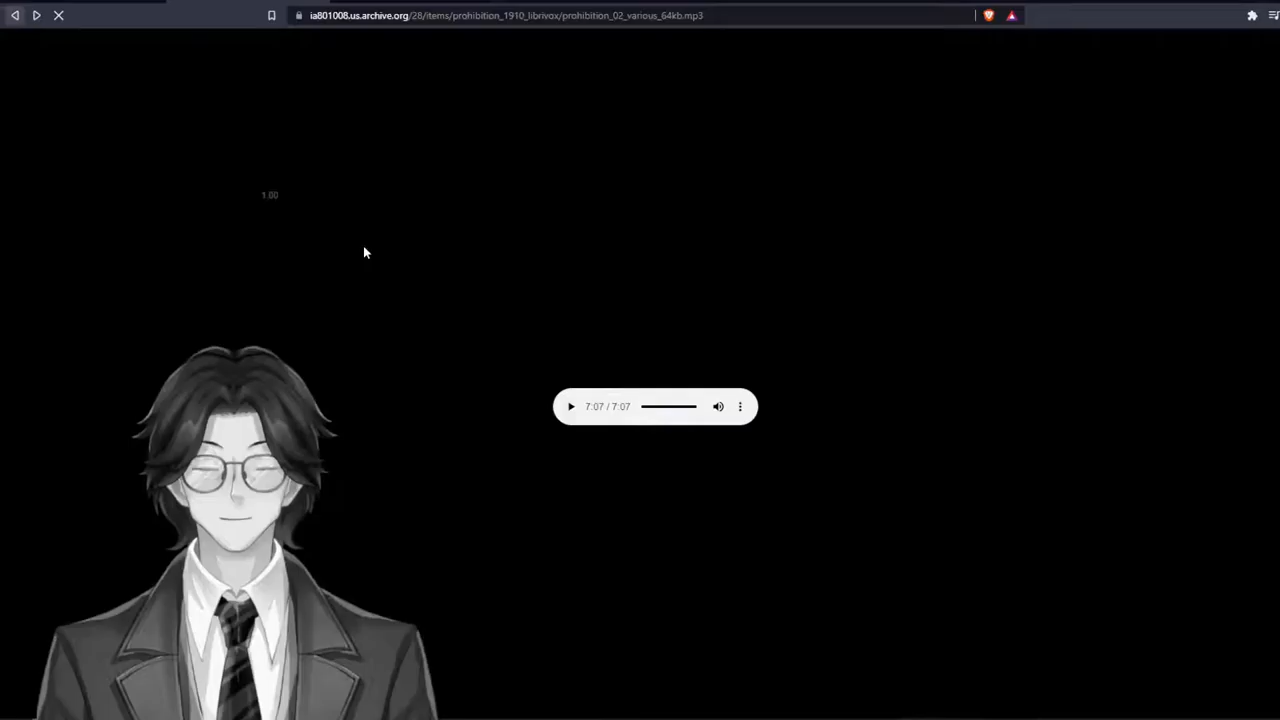 ia801008.us.archive.org/28/items/prohibition_1910_librivox/prohibition_02_various_64kb.mp3
1.00
7:07 / 7:07